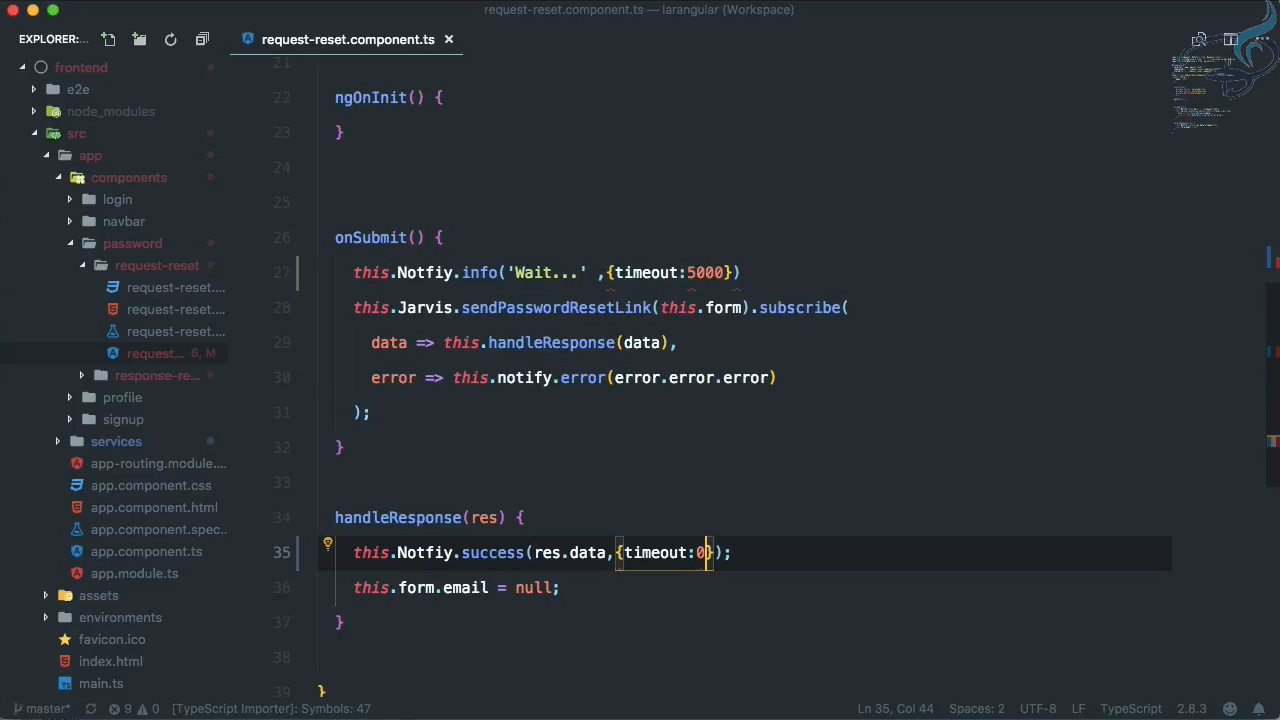 request-reset.component.ts — larangular (Workspace)
EXPLORER:...
request-reset.component.ts ×
frontend
e2e
node_modules
src
app
components
login
navbar
password
request-reset
request-reset....
request-reset....
request-reset....
request... 6, M
response-re...
profile
signup
services
app-routing.module....
app.component.css
app.component.html
app.component.spec..
app.component.ts
app.module.ts
assets
environments
favicon.ico
index.html
main.ts
21
22 ngOnInit() {
23 }
24
25
26 onSubmit() {
27 this.Notfiy.info('Wait...' ,{timeout:5000})
28 this.Jarvis.sendPasswordResetLink(this.form).subscribe(
29 data => this.handleResponse(data),
30 error => this.notify.error(error.error.error)
31 );
32 }
33
34 handleResponse(res) {
35 this.Notfiy.success(res.data,{timeout:0});
36 this.form.email = null;
37 }
38
39 }
master* 9 0 [TypeScript Importer]: Symbols: 47 Ln 35, Col 44 Spaces: 2 UTF-8 LF TypeScript 2.8.3